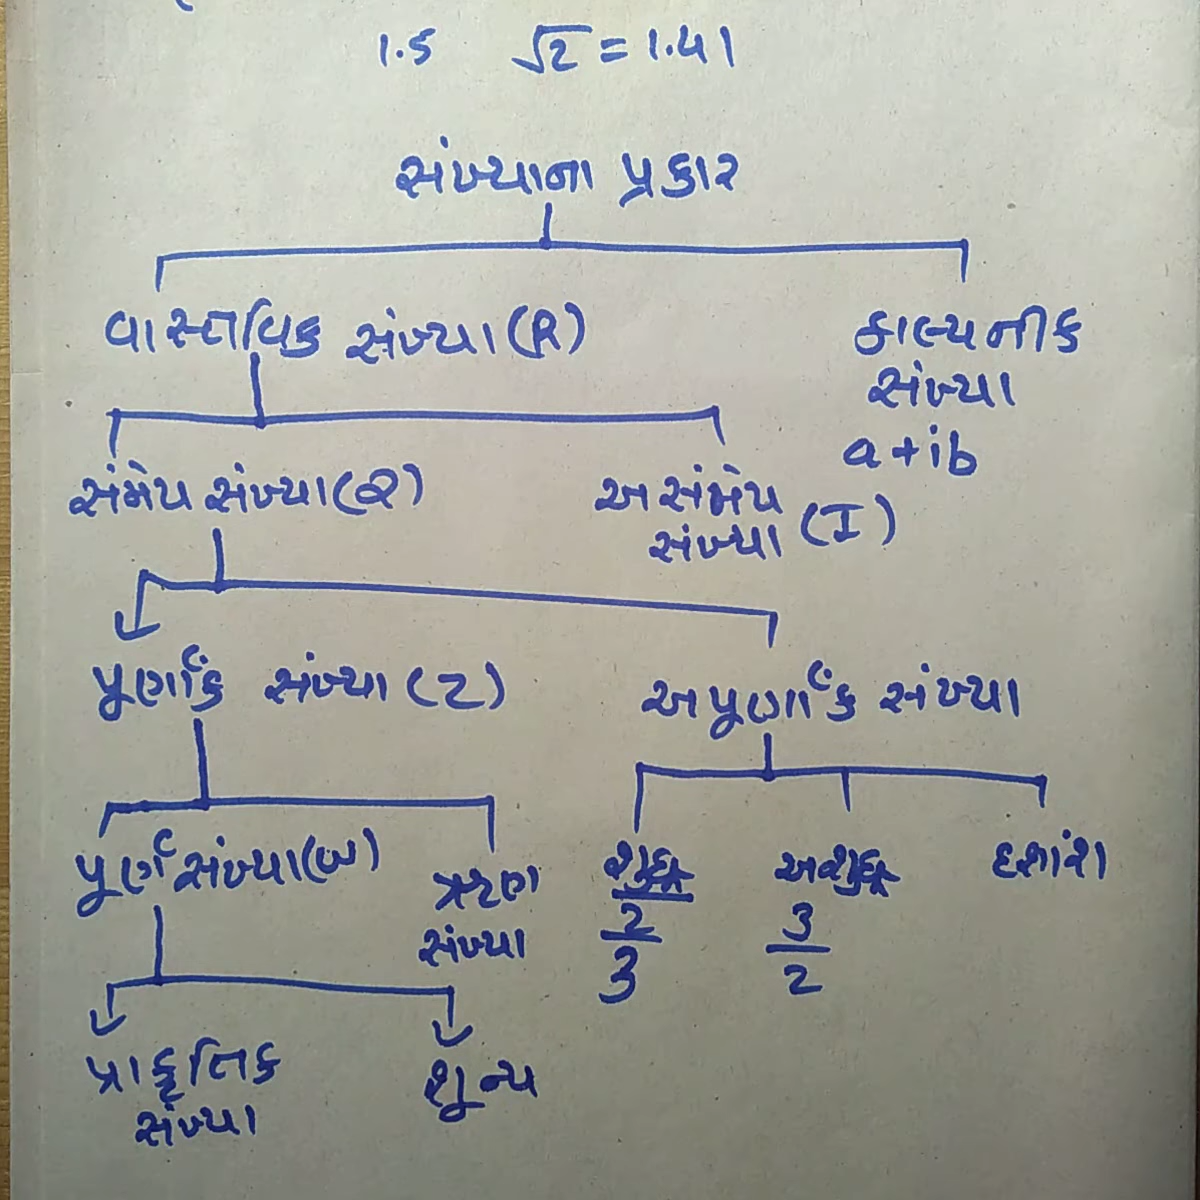 1.5 √2 = 1.41
સંખ્યાના પ્રકાર
વાસ્તવિક સંખ્યા (R) કાલ્પનીક
સંખ્યા
a+ib
સંમેય સંખ્યા (Q) અસંમેય
સંખ્યા (I)
પૂર્ણાંક સંખ્યા (Z) અપૂર્ણાંક સંખ્યા
પૂર્ણ સંખ્યા (W) ઋણ શુદ્ધ અશુદ્ધ દશાંશ
સંખ્યા 2/3 3/2
પ્રાકૃતિક શૂન્ય
સંખ્યા